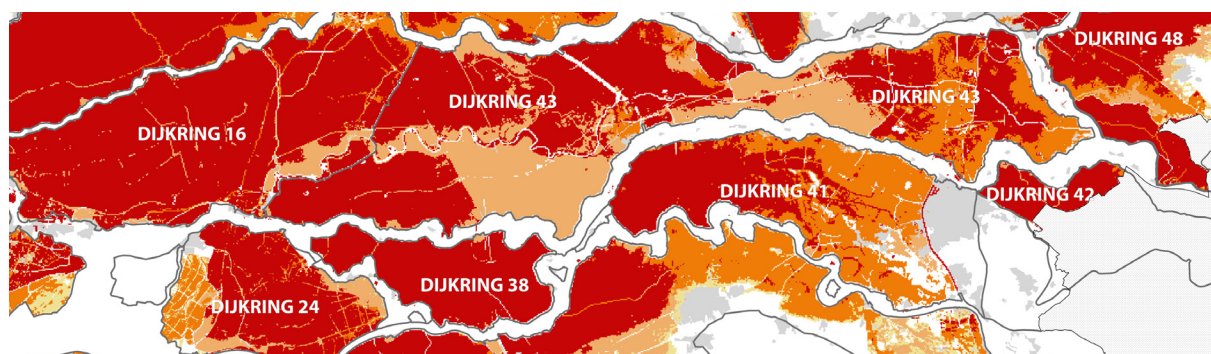 DIJKRING 48
DIJKRING 43
DIJKRING 43
DIJKRING 16
DIJKRING 41
DIJKRING 42
DIJKRING 38
DIJKRING 24